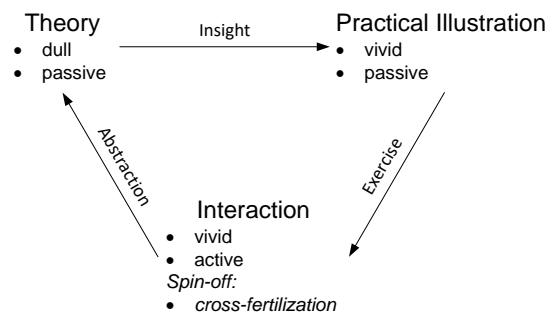 Theory
• dull
• passive
Insight
Practical Illustration
• vivid
• passive
Abstraction
Exercise
Interaction
• vivid
• active
Spin-off:
• cross-fertilization